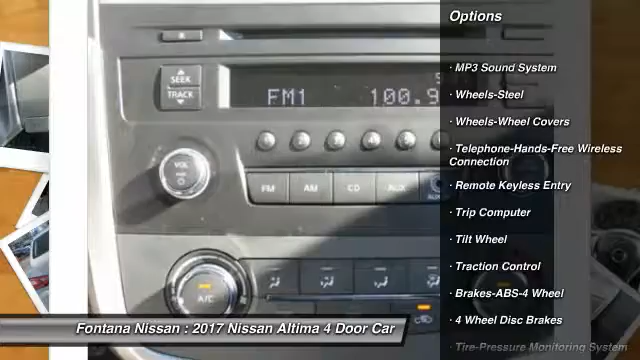 Options
SEEK
TRACK
FM1 100.9
VOL
FM AM CD AUX
A/C
· MP3 Sound System
· Wheels-Steel
· Wheels-Wheel Covers
· Telephone-Hands-Free Wireless
Connection
· Remote Keyless Entry
· Trip Computer
· Tilt Wheel
· Traction Control
· Brakes-ABS-4 Wheel
· 4 Wheel Disc Brakes
· Tire-Pressure Monitoring System
Fontana Nissan : 2017 Nissan Altima 4 Door Car